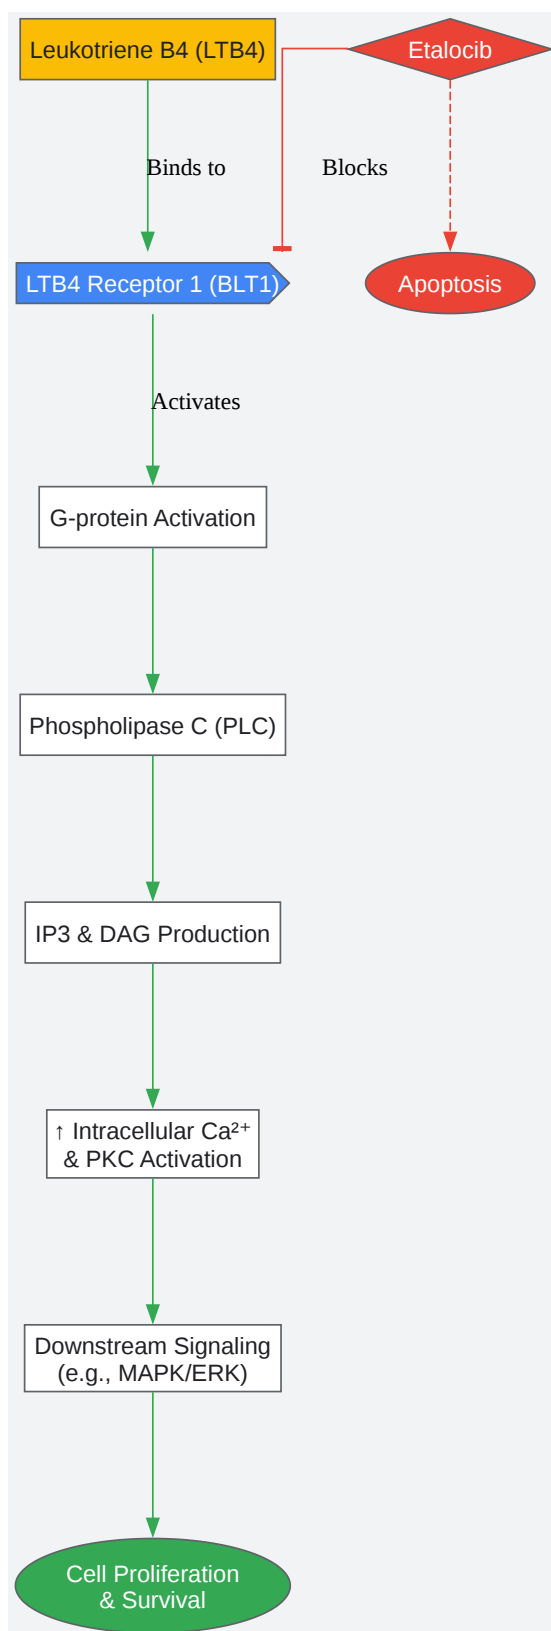 Leukotriene B4 (LTB4)
Etalocib
Binds to
Blocks
LTB4 Receptor 1 (BLT1)
Apoptosis
Activates
G-protein Activation
Phospholipase C (PLC)
IP3 & DAG Production
↑ Intracellular Ca²⁺
& PKC Activation
Downstream Signaling
(e.g., MAPK/ERK)
Cell Proliferation
& Survival